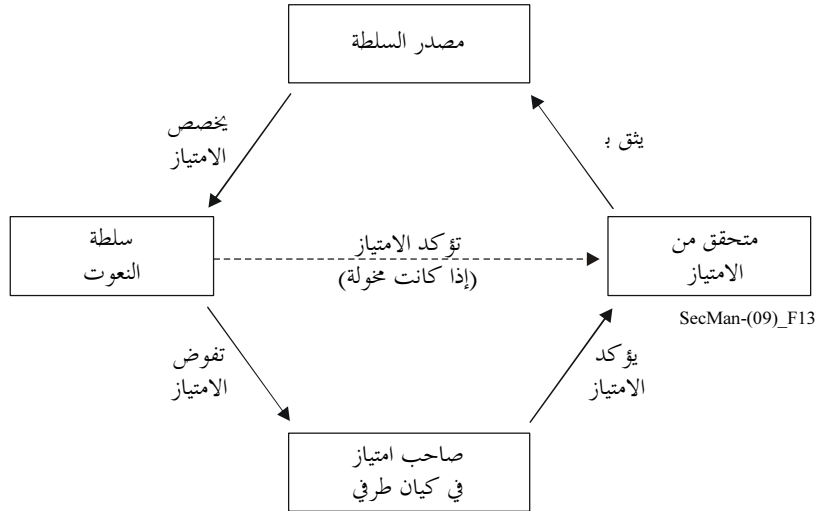 مصدر السلطة
يخصص
الامتياز
يثق بـ
سلطة
النعوت
تؤكد الامتياز
(إذا كانت مخولة)
متحقق من
الامتياز
SecMan-(09)_F13
تفوض
الامتياز
يؤكد
الامتياز
صاحب امتياز
في كيان طرفي